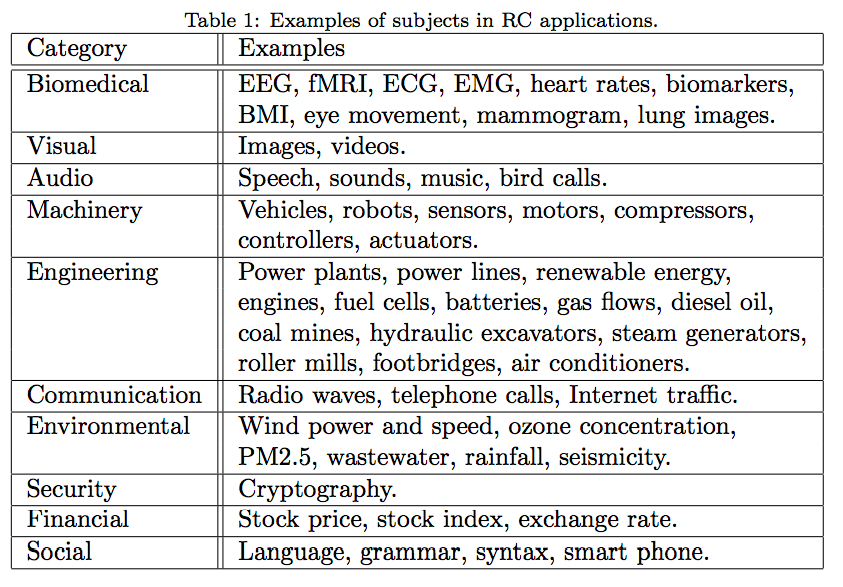 Table 1: Examples of subjects in RC applications.
Category Examples
Biomedical EEG, fMRI, ECG, EMG, heart rates, biomarkers,
BMI, eye movement, mammogram, lung images.
Visual Images, videos.
Audio Speech, sounds, music, bird calls.
Machinery Vehicles, robots, sensors, motors, compressors,
controllers, actuators.
Engineering Power plants, power lines, renewable energy,
engines, fuel cells, batteries, gas flows, diesel oil,
coal mines, hydraulic excavators, steam generators,
roller mills, footbridges, air conditioners.
Communication Radio waves, telephone calls, Internet traffic.
Environmental Wind power and speed, ozone concentration,
PM2.5, wastewater, rainfall, seismicity.
Security Cryptography.
Financial Stock price, stock index, exchange rate.
Social Language, grammar, syntax, smart phone.